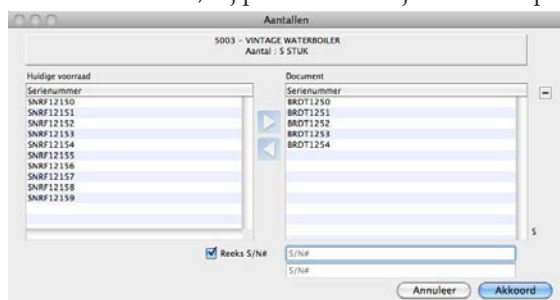 Aantallen
5003 - VINTAGE WATERBOILER
Aantal : 5 STUK
Huidige voorraad
Serienummer
SNRF12150
SNRF12151
SNRF12152
SNRF12153
SNRF12154
SNRF12155
SNRF12156
SNRF12157
SNRF12158
SNRF12159
Document
Serienummer
BRDT1250
BRDT1251
BRDT1252
BRDT1253
BRDT1254
5
Reeks S/N#
S/N#
S/N#
Annuleer
Akkoord